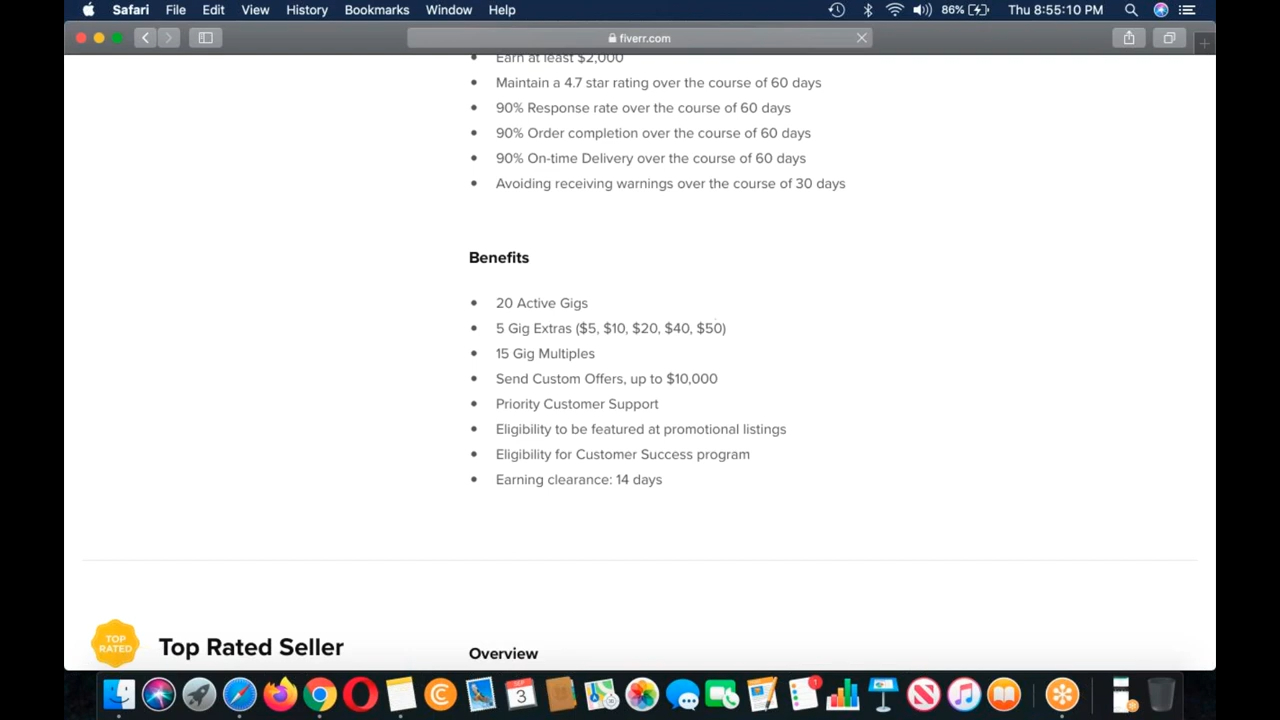 Safari File Edit View History Bookmarks Window Help 86% Thu 8:55:10 PM
fiverr.com
Earn at least $2,000
Maintain a 4.7 star rating over the course of 60 days
90% Response rate over the course of 60 days
90% Order completion over the course of 60 days
90% On-time Delivery over the course of 60 days
Avoiding receiving warnings over the course of 30 days
Benefits
20 Active Gigs
5 Gig Extras ($5, $10, $20, $40, $50)
15 Gig Multiples
Send Custom Offers, up to $10,000
Priority Customer Support
Eligibility to be featured at promotional listings
Eligibility for Customer Success program
Earning clearance: 14 days
TOP
RATED
Top Rated Seller
Overview
3
1